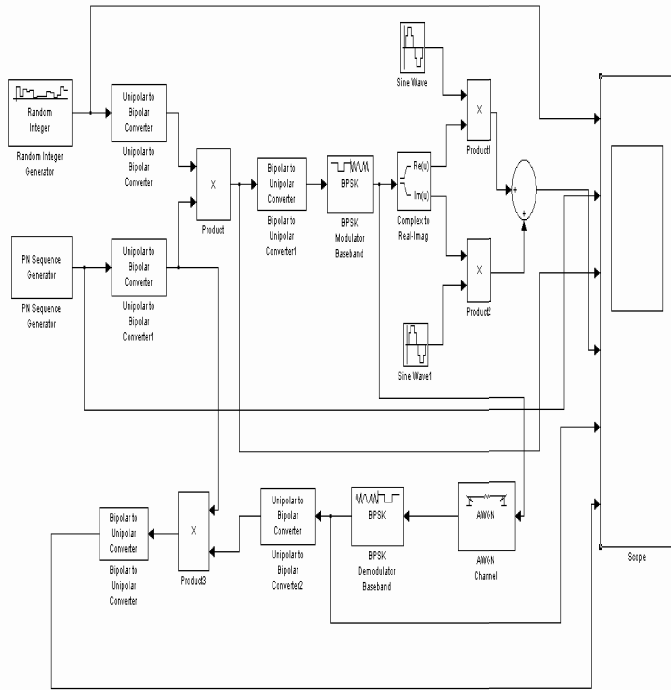 Random
Integer
Random Integer
Generator
Unipolar to
Bipolar
Converter
Unipolar to
Bipolar
Converter
X
Product
Bipolar to
Unipolar
Converter
Bipolar to
Unipolar
Converter1
BPSK
BPSK
Modulator
Baseband
Re(u)
Im(u)
Complex to
Real-Imag
Sine Wave
X
Product1
+
+
X
Product2
Sine Wave1
PN Sequence
Generator
PN Sequence
Generator
Unipolar to
Bipolar
Converter
Unipolar to
Bipolar
Converter1
Bipolar to
Unipolar
Converter
Bipolar to
Unipolar
Converter
X
Product3
Unipolar to
Bipolar
Converter
Unipolar to
Bipolar
Converter2
BPSK
BPSK
Demodulator
Baseband
AWGN
AWGN
Channel
Scope